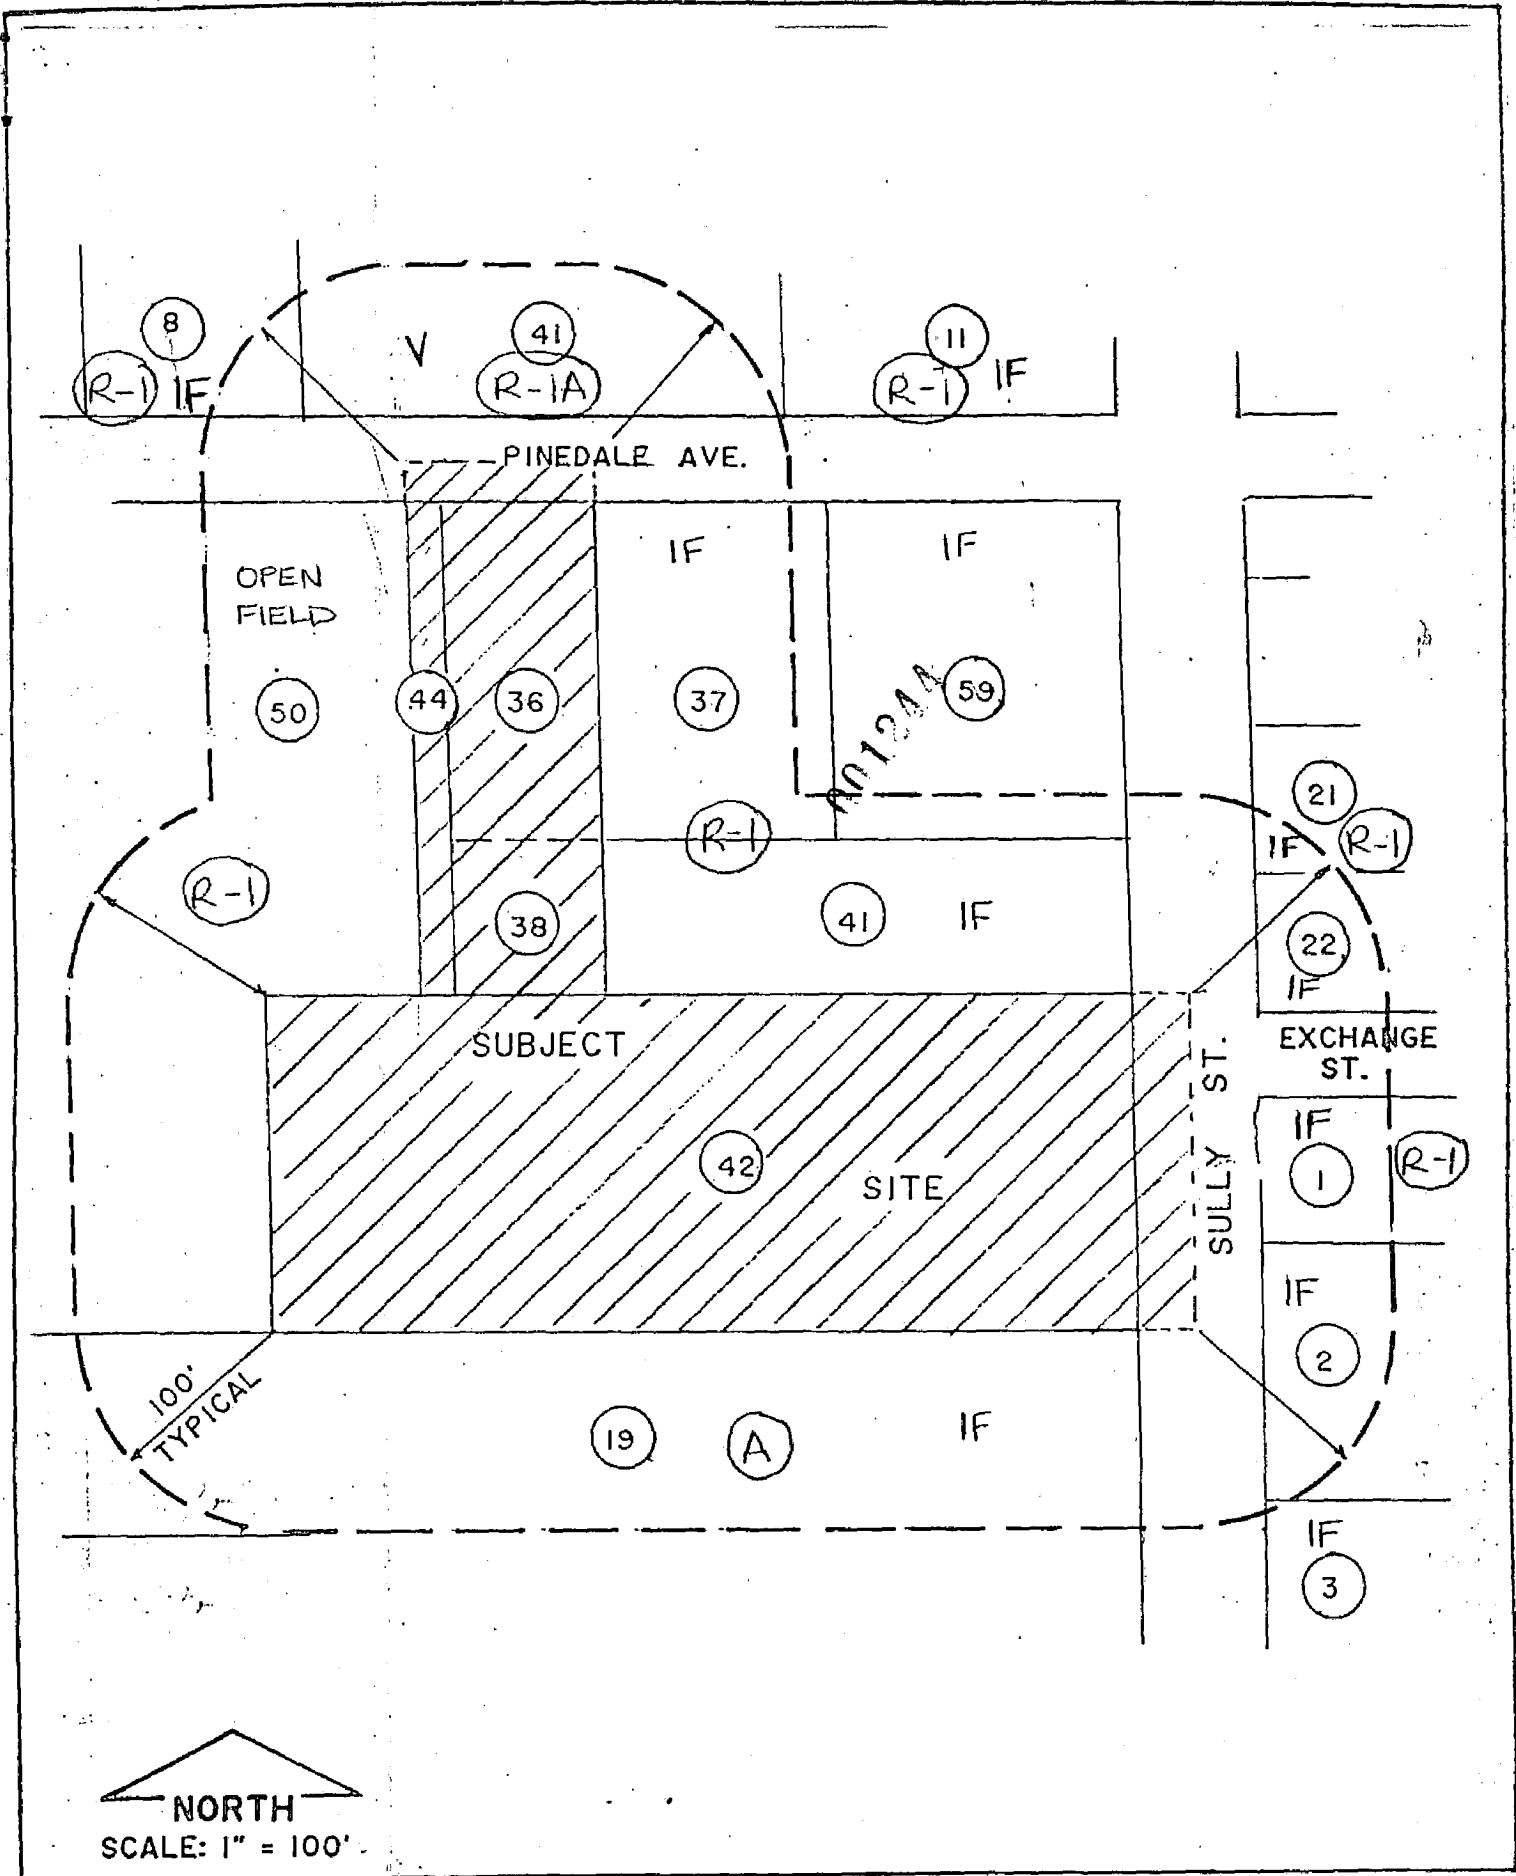 8
41
11
R-1 IF
V
R-1A
R-1
IF
PINEDALE AVE.
IF
IF
OPEN
FIELD
50
44
36
37
59
21
R-1
IF
R-1
R-1
38
41
IF
22
IF
SUBJECT
EXCHANGE
ST.
SULLY ST.
IF
42
SITE
1
R-1
IF
2
100'
TYPICAL
19
A
IF
IF
3
NORTH
SCALE: 1" = 100'